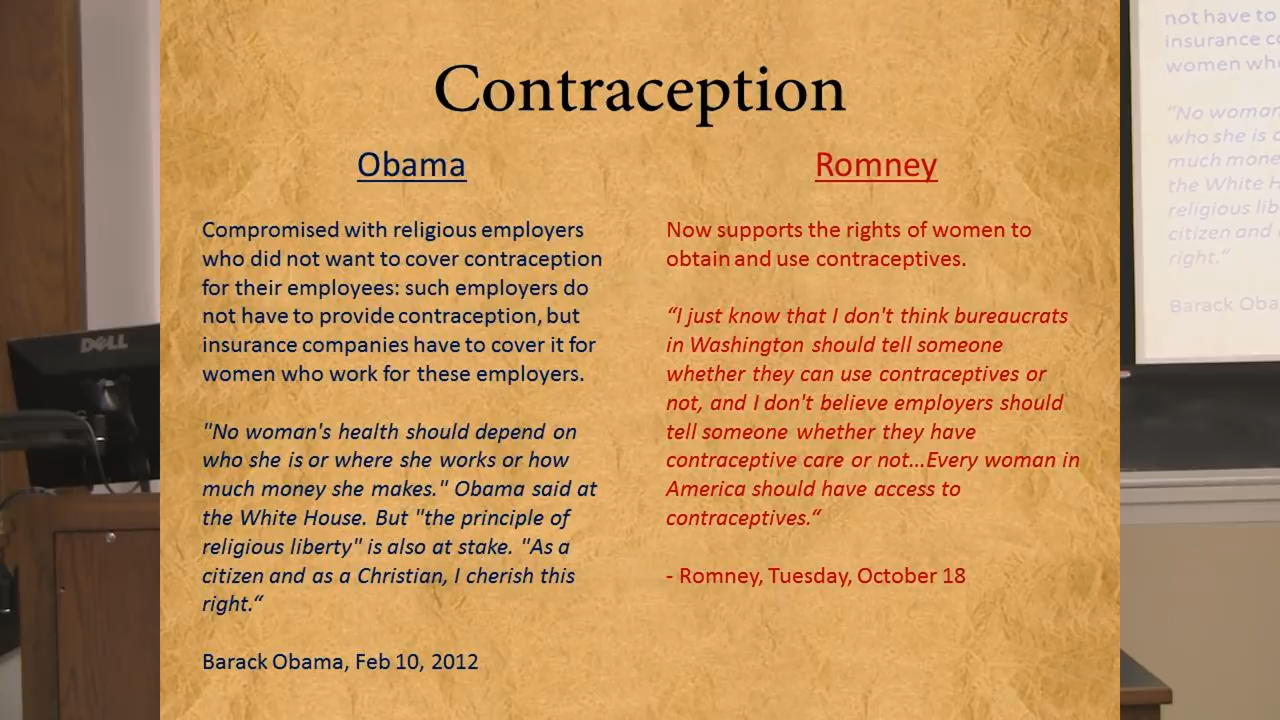 Contraception
Obama
Compromised with religious employers
who did not want to cover contraception
for their employees: such employers do
not have to provide contraception, but
insurance companies have to cover it for
women who work for these employers.
"No woman's health should depend on
who she is or where she works or how
much money she makes." Obama said at
the White House. But "the principle of
religious liberty" is also at stake. "As a
citizen and as a Christian, I cherish this
right.“
Barack Obama, Feb 10, 2012
Romney
Now supports the rights of women to
obtain and use contraceptives.
“I just know that I don't think bureaucrats
in Washington should tell someone
whether they can use contraceptives or
not, and I don't believe employers should
tell someone whether they have
contraceptive care or not...Every woman in
America should have access to
contraceptives.“
- Romney, Tuesday, October 18
DELL
not have to
insurance
women
"No woman
who she is
much
the White
religious
citizen and
right.“
Barack